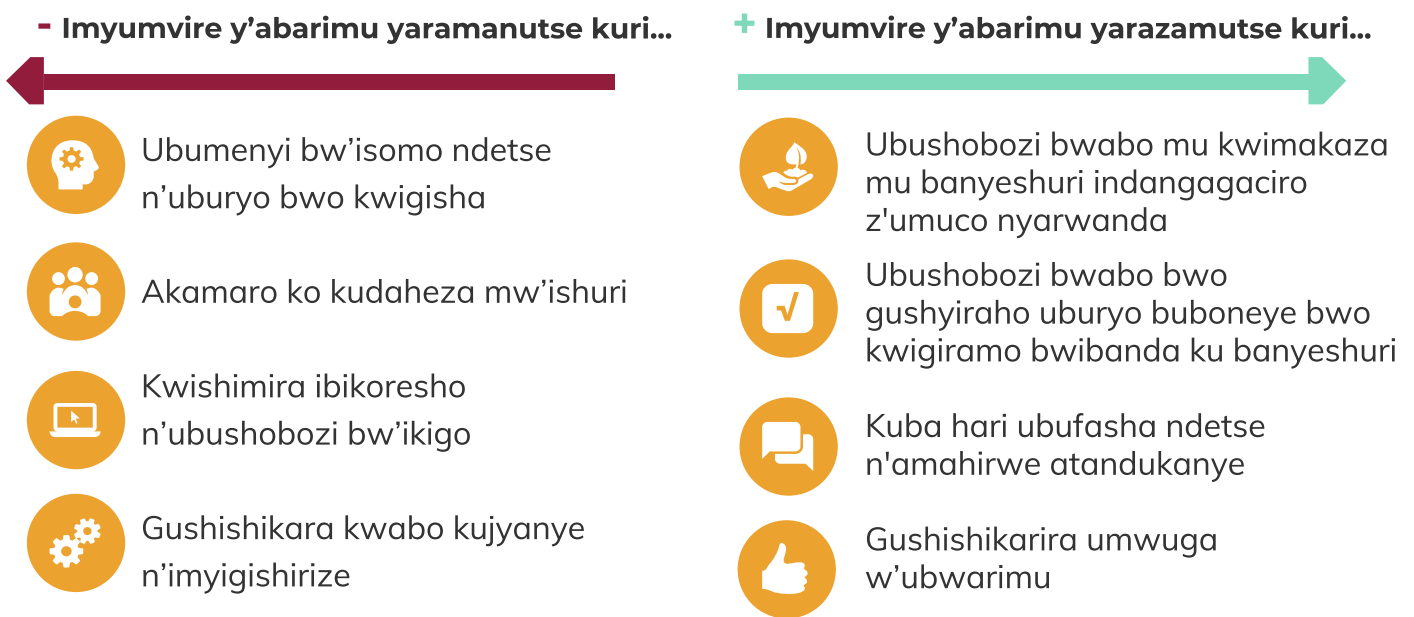 - Imyumvire y’abarimu yaramanutse kuri...
Ubumenyi bw’isomo ndetse
n’uburyo bwo kwigisha
Akamaro ko kudaheza mw’ishuri
Kwishimira ibikoresho
n’ubushobozi bw’ikigo
Gushishikara kwabo kujyanye
n’imyigishirize
+ Imyumvire y’abarimu yarazamutse kuri...
Ubushobozi bwabo mu kwimakaza
mu banyeshuri indangagaciro
z'umuco nyarwanda
Ubushobozi bwabo bwo
gushyiraho uburyo buboneye bwo
kwigiramo bwibanda ku banyeshuri
Kuba hari ubufasha ndetse
n'amahirwe atandukanye
Gushishikarira umwuga
w’ubwarimu